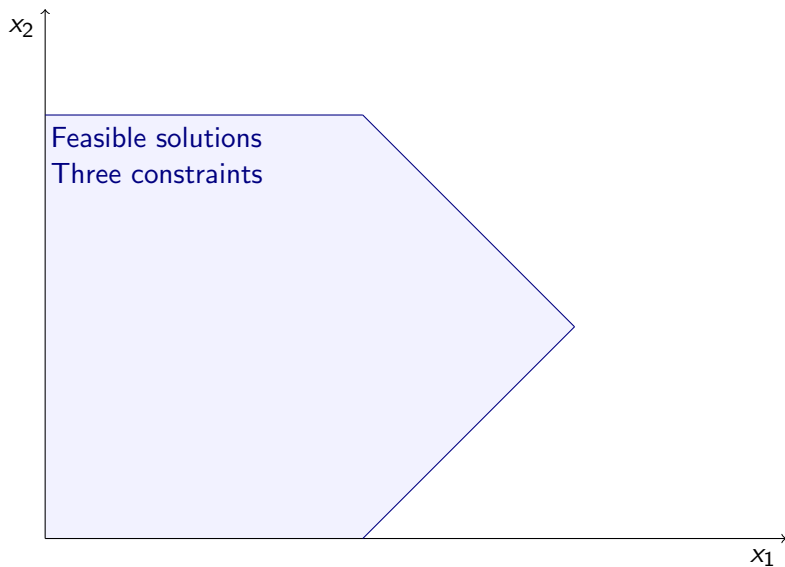 x₂
Feasible solutions
Three constraints
x₁